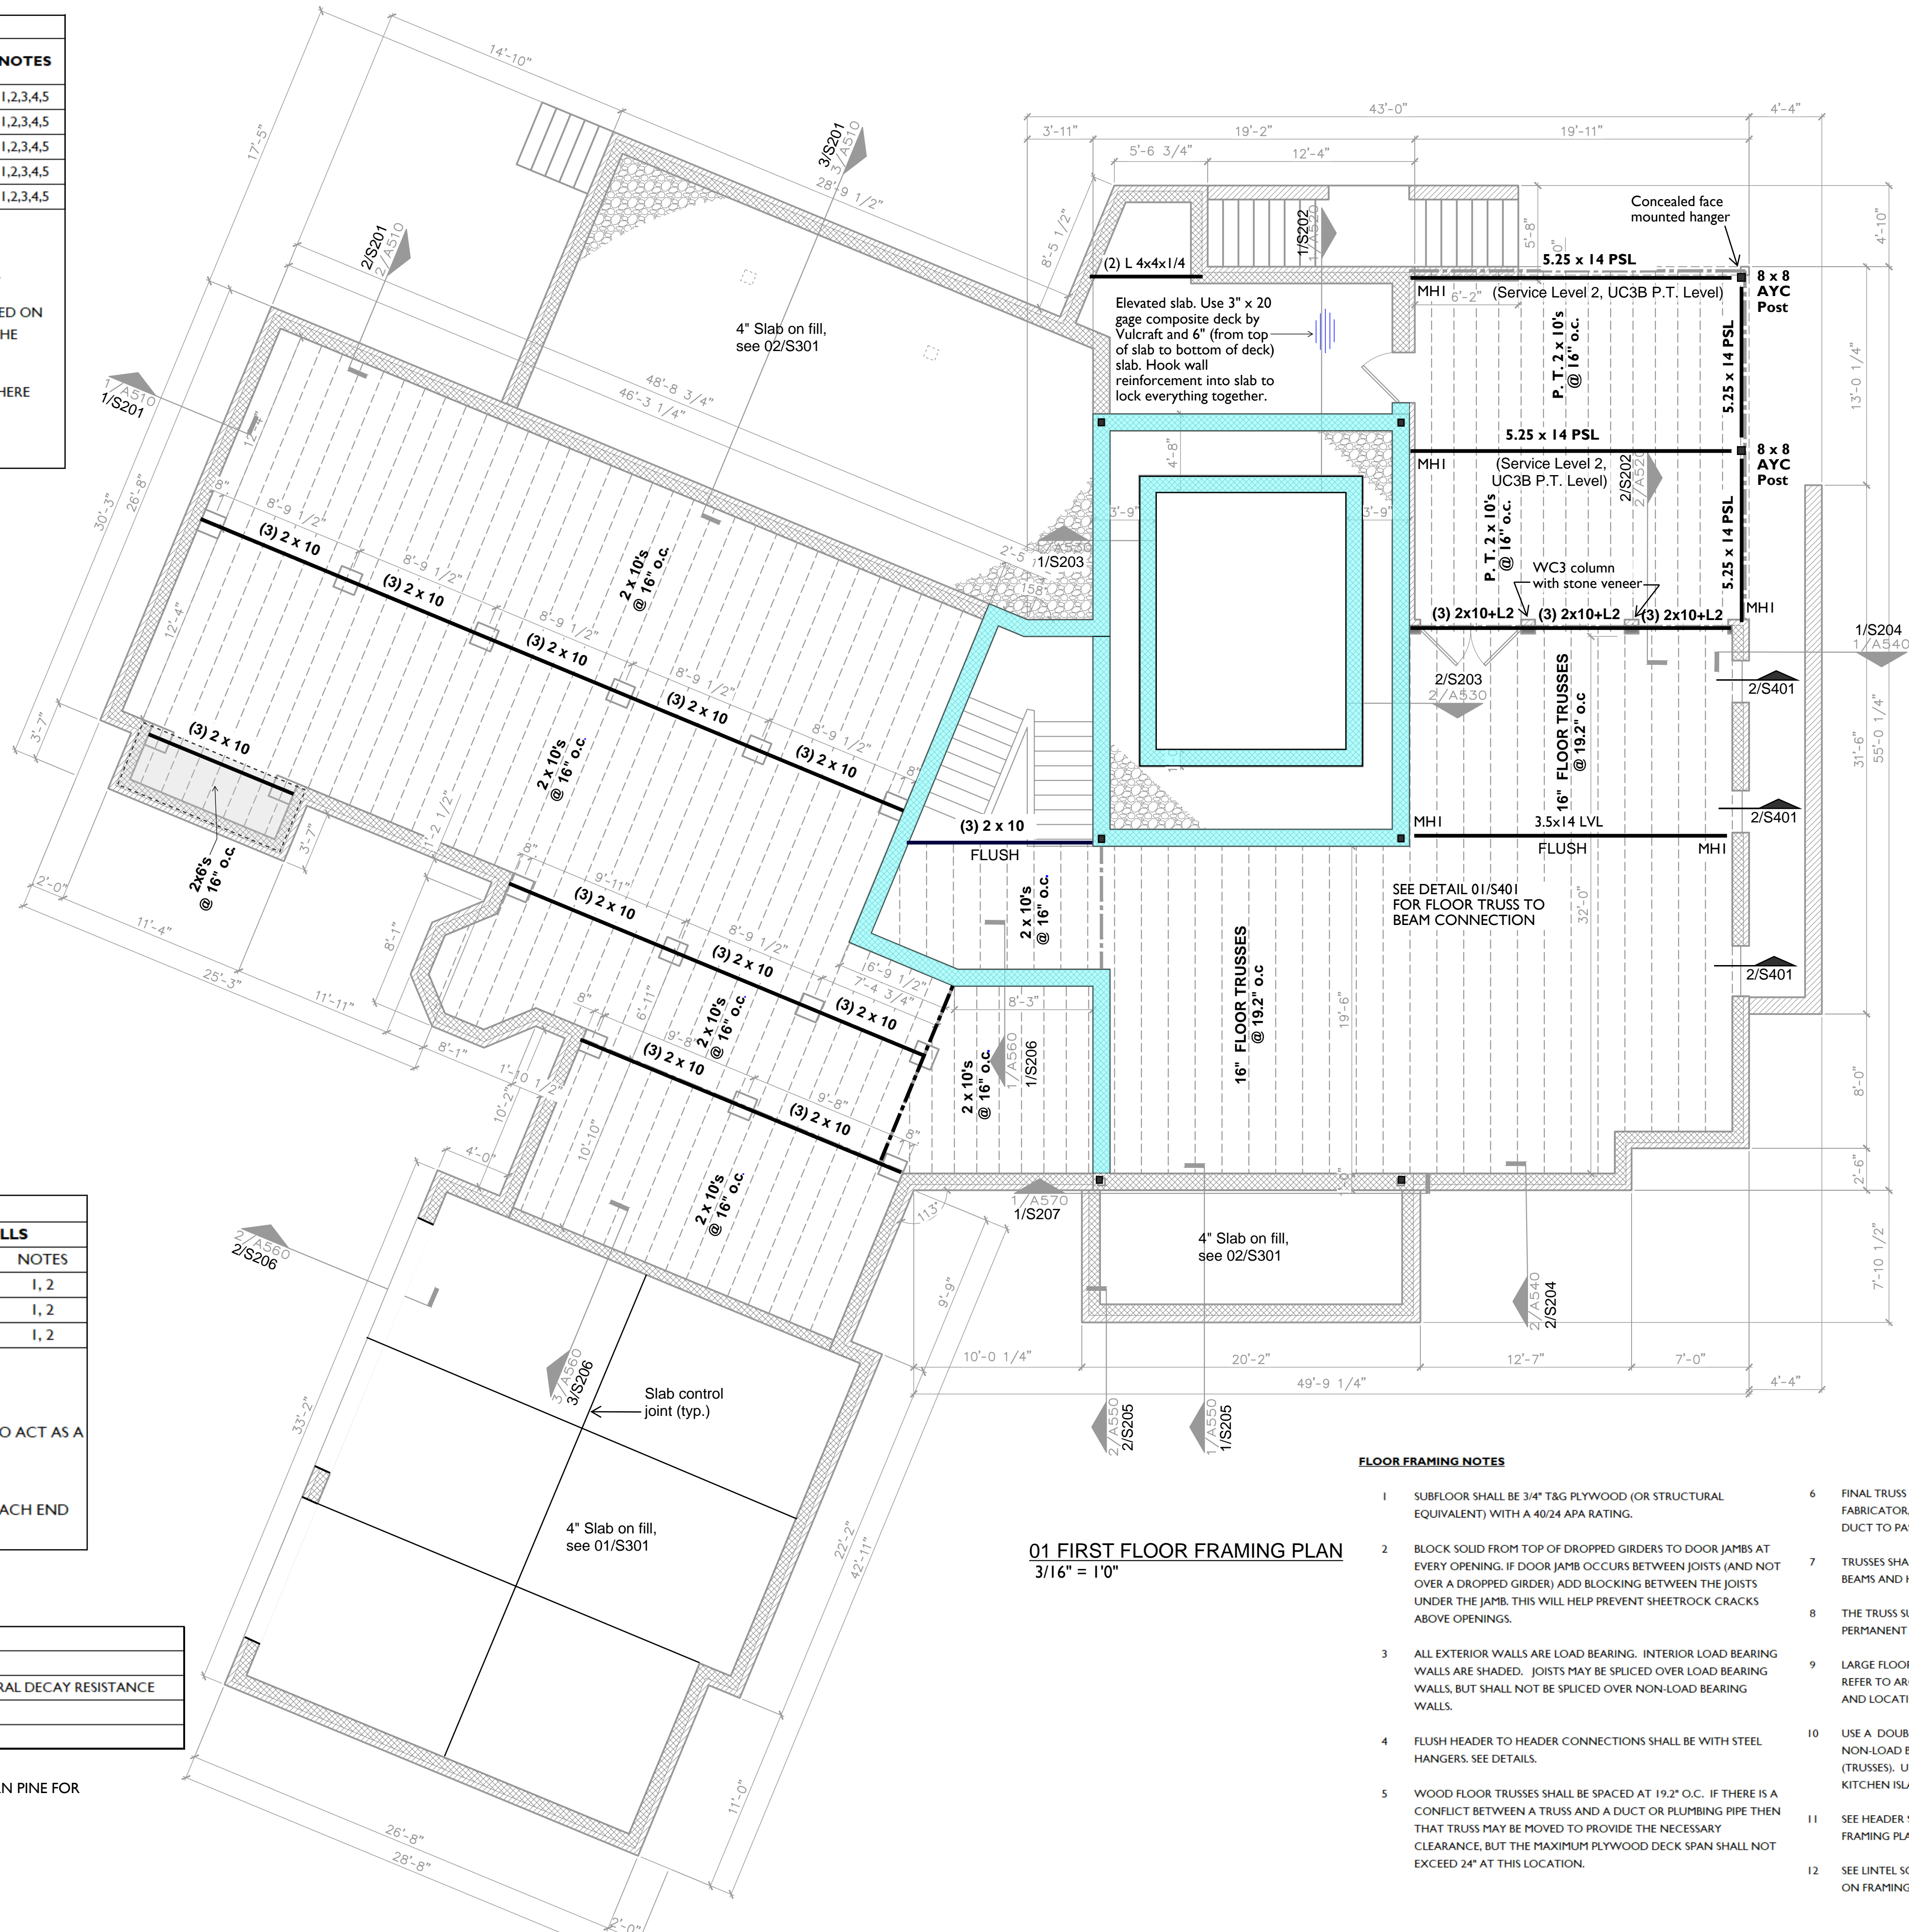 NOTES
1,2,3,4,5
1,2,3,4,5
1,2,3,4,5
1,2,3,4,5
1,2,3,4,5
ED ON
HE
HERE
LLS
NOTES
1, 2
1, 2
1, 2
O ACT AS A
ACH END
RAL DECAY RESISTANCE
AN PINE FOR
14'-10"
17'-5"
3/S201
3/A510
28'-9 1/2"
2/S201
2/A510
1/A510
1/S201
4" Slab on fill,
see 02/S301
48'-8 3/4"
46'-3 1/4"
12'-4"
30'-3"
26'-8"
8"
8'-9 1/2"
(3) 2 x 10
8'-9 1/2"
(3) 2 x 10
8'-9 1/2"
(3) 2 x 10
8'-9 1/2"
(3) 2 x 10
8'-9 1/2"
(3) 2 x 10
8"
2 x 10's
@ 16" o.c.
2 x 10's
@ 16" o.c.
12'-4"
3'-7"
(3) 2 x 10
2x6's
@ 16" o.c.
3'-7"
2'-0"
11'-4"
25'-3"
11'-11"
1'-2 1/2"
8'-1"
8'-1"
43'-0"
4'-4"
3'-11"
19'-2"
19'-11"
5'-6 3/4"
12'-4"
8'-5 1/2"
(2) L 4x4x1/4
1/S202
1/A520
5'-8"
4'-10"
Elevated slab. Use 3" x 20
gage composite deck by
Vulcraft and 6" (from top
of slab to bottom of deck)
slab. Hook wall
reinforcement into slab to
lock everything together.
Concealed face
mounted hanger
5.25 x 14 PSL
MHI
(Service Level 2, UC3B P.T. Level)
6'-2"
8 x 8
AYC
Post
P. T. 2 x 10's
@ 16" o.c.
5.25 x 14 PSL
13'-0 1/4"
5.25 x 14 PSL
MHI
(Service Level 2,
UC3B P.T. Level)
8 x 8
AYC
Post
2/S202
2/A520
P. T. 2 x 10's
@ 16" o.c.
5.25 x 14 PSL
WC3 column
with stone veneer
MHI
(3) 2x10+L2
(3) 2x10+L2
(3) 2x10+L2
4'-8"
3'-9"
3'-9"
1/A530
1/S203
2'-5
158°
2/S203
2/A530
16" FLOOR TRUSSES
@ 19.2" o.c
1/S204
1/A540
2/S401
2/S401
2/S401
31'-6"
55'-0 1/4"
(3) 2 x 10
FLUSH
MHI
3.5x14 LVL
FLUSH
MHI
SEE DETAIL 01/S401
FOR FLOOR TRUSS TO
BEAM CONNECTION
32'-0"
2 x 10's
@ 16" o.c.
16" FLOOR TRUSSES
@ 19.2" o.c
19'-6"
8"
9'-11"
(3) 2 x 10
8'-9 1/2"
(3) 2 x 10
6'-9 1/2"
7'-4 3/4"
(3) 2 x 10
8'-3"
2 x 10's
@ 16" o.c.
8"
6'-11"
9'-8"
(3) 2 x 10
9'-8"
(3) 2 x 10
8"
2 x 10's
@ 16" o.c.
1/A560
1/S206
1'-10 1/2"
10'-2"
10'-10"
4'-0"
2 x 10's
@ 16" o.c.
8'-0"
2'-6"
7'-10 1/2"
1'-0"
113°
1/A570
1/S207
4" Slab on fill,
see 02/S301
2/A540
2/S204
2/A560
2/S206
3/A560
3/S206
Slab control
joint (typ.)
9'-9"
10'-0 1/4"
20'-2"
12'-7"
7'-0"
49'-9 1/4"
4'-4"
2/A550
2/S205
1/A550
1/S205
33'-2"
4" Slab on fill,
see 01/S301
22'-2"
42'-11"
11'-0"
26'-8"
28'-8"
2'-0"
01 FIRST FLOOR FRAMING PLAN
3/16" = 1'0"
FLOOR FRAMING NOTES
1 SUBFLOOR SHALL BE 3/4" T&G PLYWOOD (OR STRUCTURAL
EQUIVALENT) WITH A 40/24 APA RATING.
2 BLOCK SOLID FROM TOP OF DROPPED GIRDERS TO DOOR JAMBS AT
EVERY OPENING. IF DOOR JAMB OCCURS BETWEEN JOISTS (AND NOT
OVER A DROPPED GIRDER) ADD BLOCKING BETWEEN THE JOISTS
UNDER THE JAMB. THIS WILL HELP PREVENT SHEETROCK CRACKS
ABOVE OPENINGS.
3 ALL EXTERIOR WALLS ARE LOAD BEARING. INTERIOR LOAD BEARING
WALLS ARE SHADED. JOISTS MAY BE SPLICED OVER LOAD BEARING
WALLS, BUT SHALL NOT BE SPLICED OVER NON-LOAD BEARING
WALLS.
4 FLUSH HEADER TO HEADER CONNECTIONS SHALL BE WITH STEEL
HANGERS. SEE DETAILS.
5 WOOD FLOOR TRUSSES SHALL BE SPACED AT 19.2" O.C. IF THERE IS A
CONFLICT BETWEEN A TRUSS AND A DUCT OR PLUMBING PIPE THEN
THAT TRUSS MAY BE MOVED TO PROVIDE THE NECESSARY
CLEARANCE, BUT THE MAXIMUM PLYWOOD DECK SPAN SHALL NOT
EXCEED 24" AT THIS LOCATION.
6 FINAL TRUSS
FABRICATOR.
DUCT TO PA
7 TRUSSES SHA
BEAMS AND H
8 THE TRUSS SU
PERMANENT
9 LARGE FLOOR
REFER TO AR
AND LOCATI
10 USE A DOUB
NON-LOAD B
(TRUSSES). U
KITCHEN ISLA
11 SEE HEADER S
FRAMING PLA
12 SEE LINTEL SC
ON FRAMING